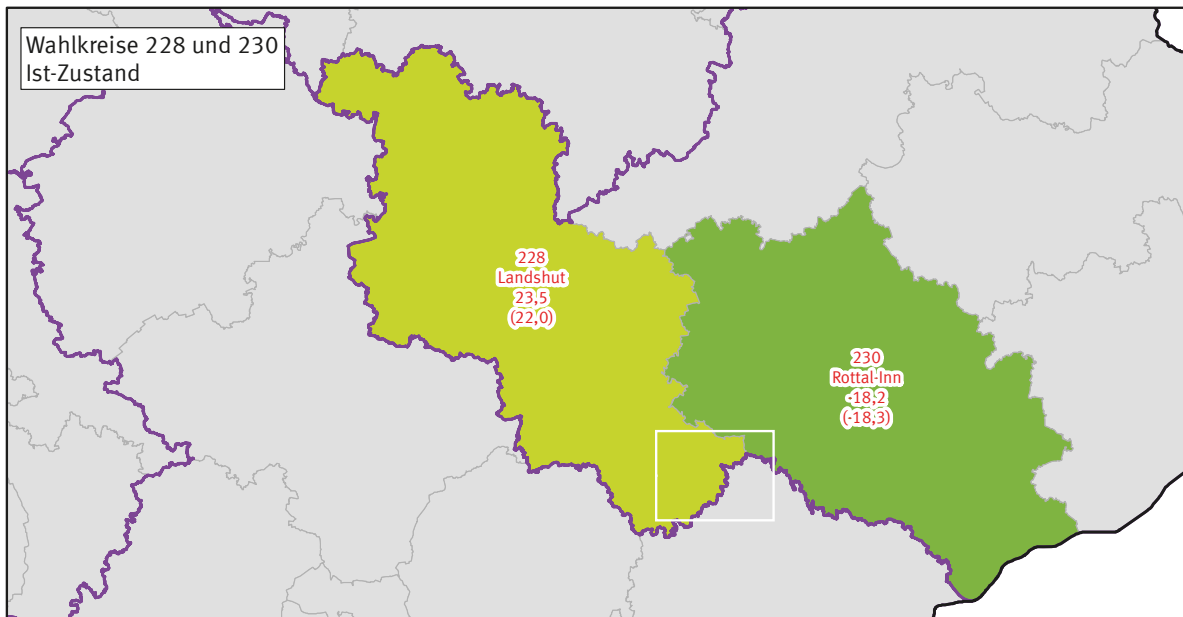 Wahlkreise 228 und 230
Ist-Zustand
228
Landshut
23,5
(22,0)
230
Rottal-Inn
-18,2
(-18,3)